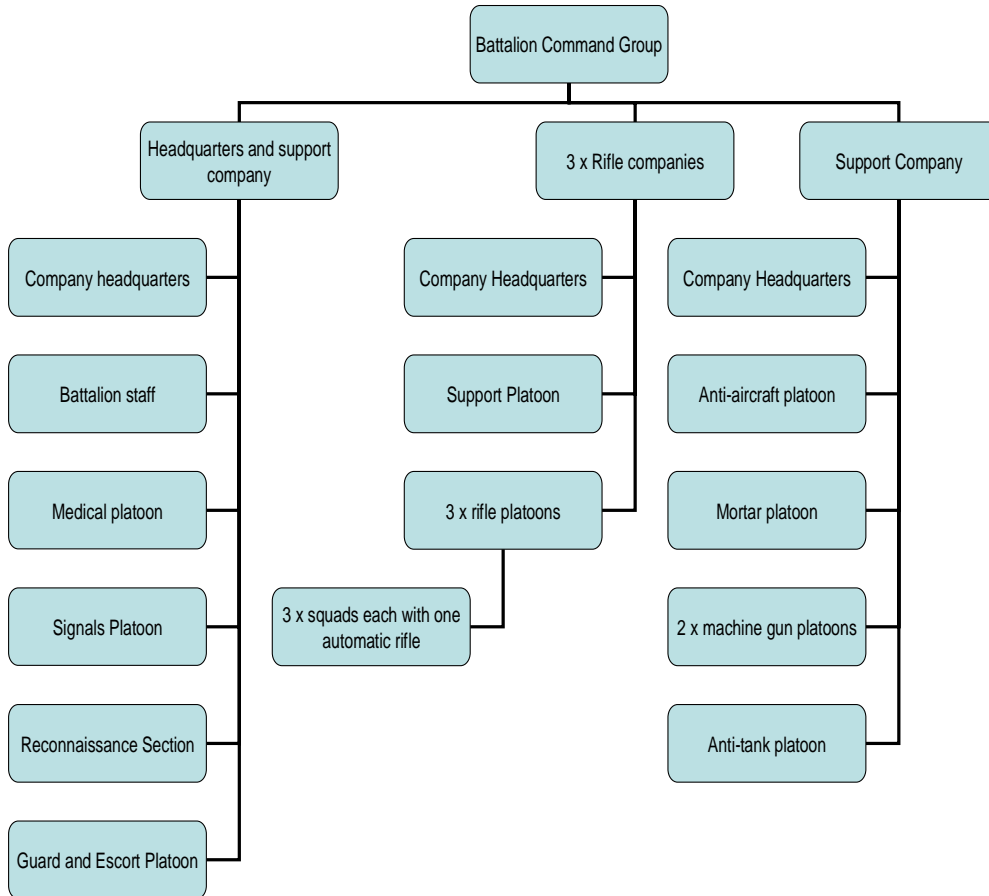 Battalion Command Group
Headquarters and support
company
3 x Rifle companies
Support Company
Company headquarters
Company Headquarters
Company Headquarters
Battalion staff
Support Platoon
Anti-aircraft platoon
Medical platoon
3 x rifle platoons
Mortar platoon
Signals Platoon
3 x squads each with one
automatic rifle
2 x machine gun platoons
Reconnaissance Section
Anti-tank platoon
Guard and Escort Platoon